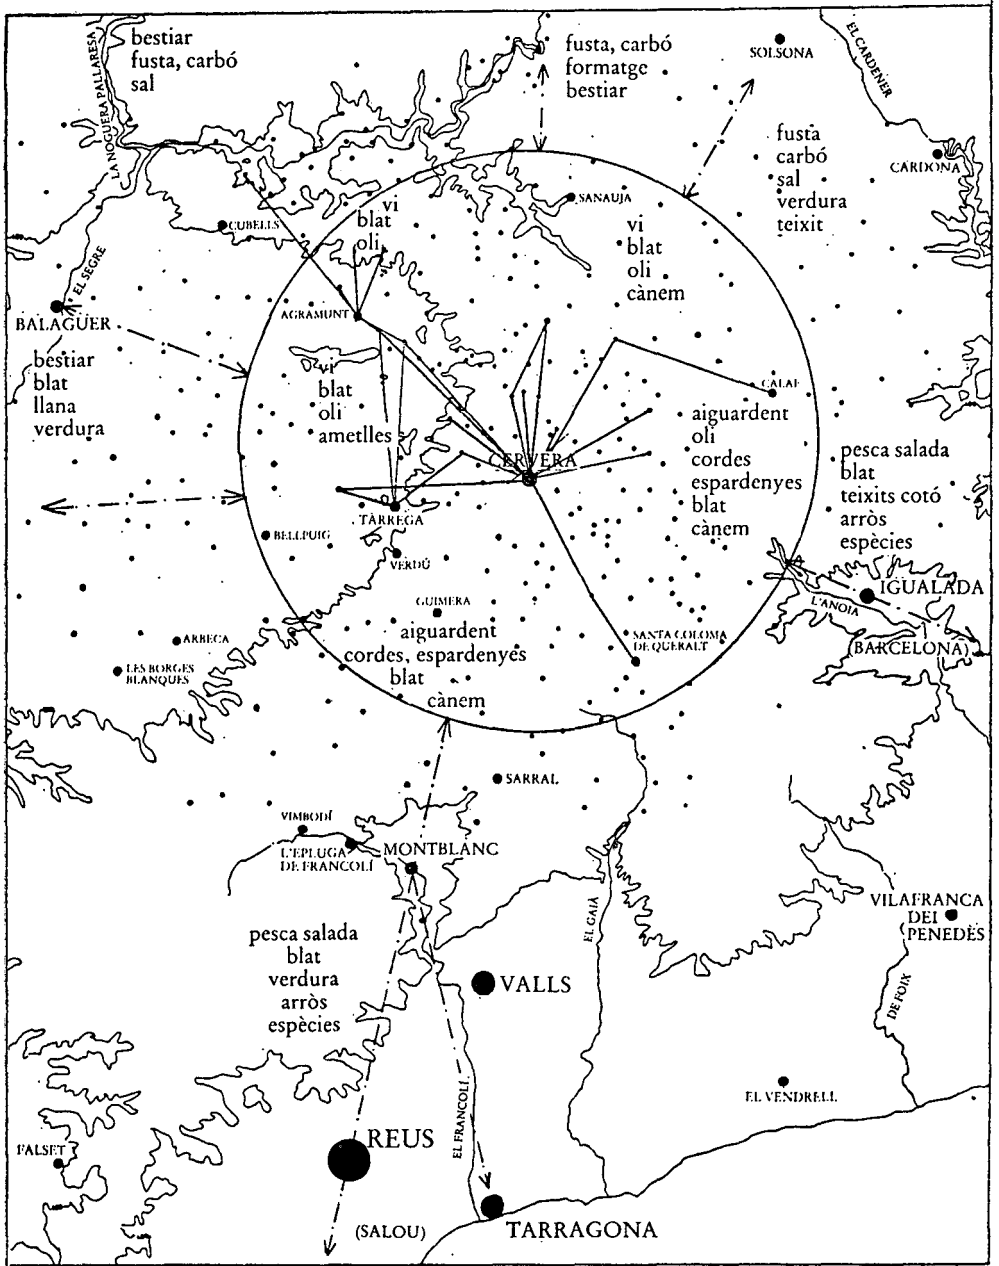 bestiar
fusta, carbó
sal
LA NOGUERA PALLARESA
fusta, carbó
formatge
bestiar
SOLSONA
EL CARDENER
fusta
carbó
sal
verdura
teixit
CARDONA
SANAUJA
CUBELLS
vi
blat
oli
vi
blat
oli
cànem
EL SEGRE
BALAGUER
AGRAMUNT
bestiar
blat
llana
verdura
vi
blat
oli
ametlles
CALAF
aiguardent
oli
cordes
espardenyes
blat
cànem
CERVERA
pesca salada
blat
teixits cotó
arròs
espècies
TÀRREGA
BELLPUIG
VERDÚ
IGUALADA
L'ANOIA
(BARCELONA)
GUIMERA
aiguardent
cordes, espardenyes
blat
cànem
SANTA COLOMA
DE QUERALT
ARBECA
LES BORGES
BLANQUES
SARRAL
VIMBODÍ
L'EPLUGA
DE FRANCOLÍ
MONTBLANC
VILAFRANCA
DEI
PENEDÈS
EL GAIÀ
pesca salada
blat
verdura
arròs
espècies
VALLS
DE FOIX
EL VENDRELL
EL FRANCOLÍ
REUS
FALSET
(SALOU)
TARRAGONA